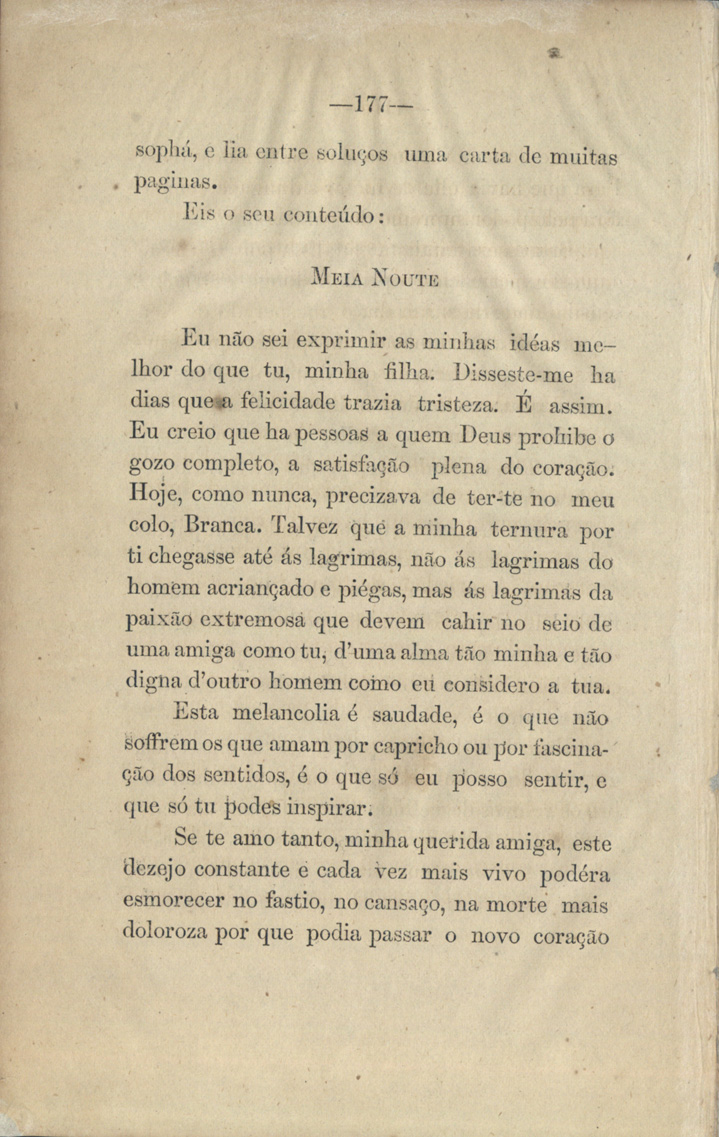 —177—
sophá, e lia entre soluços uma carta de muitas
paginas.
Eis o seu conteúdo:
MEIA NOUTE
Eu não sei exprimir as minhas idéas me-
lhor do que tu, minha filha. Disseste-me ha
dias que a felicidade trazia tristeza. É assim.
Eu creio que ha pessoas a quem Deus prohibe o
gozo completo, a satisfação plena do coração.
Hoje, como nunca, precizava de ter-te no meu
colo, Branca. Talvez que a minha ternura por
ti chegasse até ás lagrimas, não ás lagrimas do
homem acriançado e piégas, mas ás lagrimas da
paixão extremosa que devem cahir no seio de
uma amiga como tu, d'uma alma tão minha e tão
digna d'outro homem como eu considero a tua.
Esta melancolia é saudade, é o que não
soffrem os que amam por capricho ou por fascina-
ção dos sentidos, é o que só eu posso sentir, e
que só tu podes inspirar.
Se te amo tanto, minha querida amiga, este
dezejo constante e cada vez mais vivo podéra
esmorecer no fastio, no cansaço, na morte mais
doloroza por que podia passar o novo coração